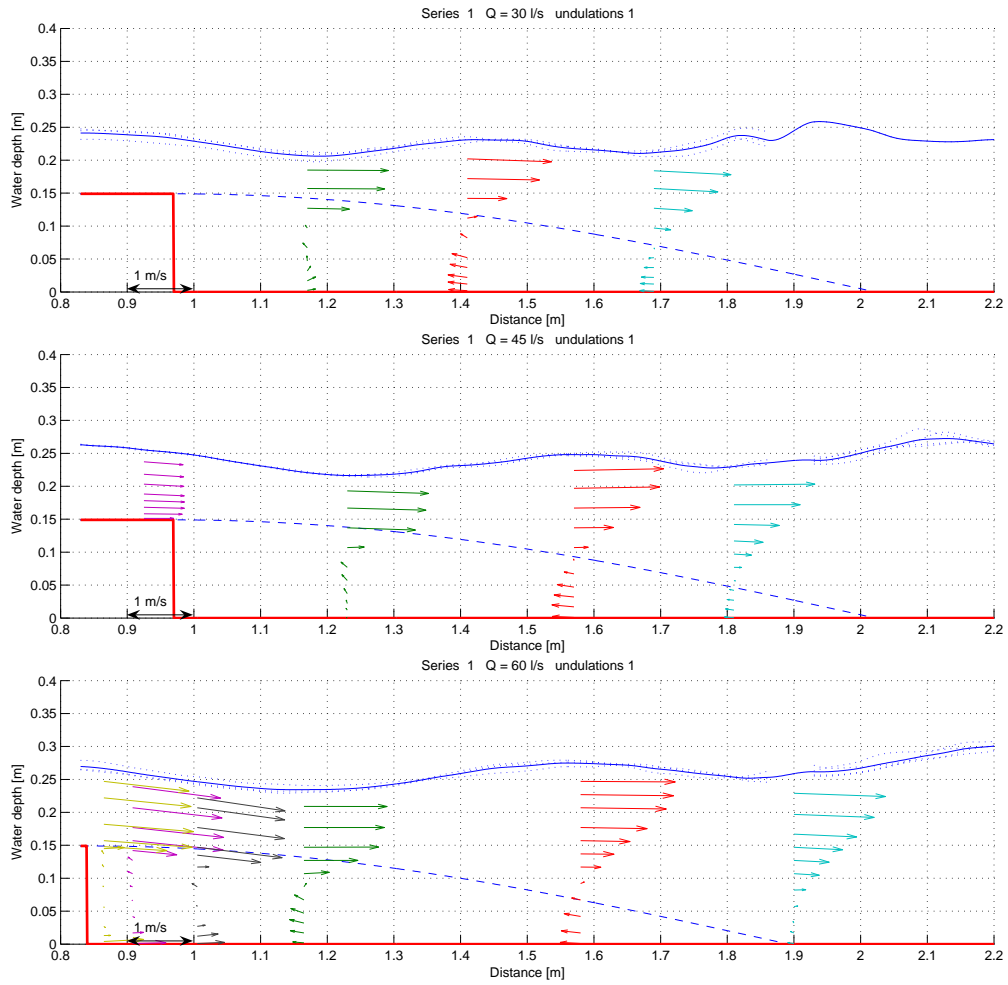 Series 1 Q = 30 l/s undulations 1
0.4
0.35
0.3
0.25
0.2
0.15
0.1
0.05
0
Water depth [m]
1 m/s
0.8 0.9 1 1.1 1.2 1.3 1.4 1.5 1.6 1.7 1.8 1.9 2 2.1 2.2
Distance [m]
Series 1 Q = 45 l/s undulations 1
0.4
0.35
0.3
0.25
0.2
0.15
0.1
0.05
0
Water depth [m]
1 m/s
0.8 0.9 1 1.1 1.2 1.3 1.4 1.5 1.6 1.7 1.8 1.9 2 2.1 2.2
Distance [m]
Series 1 Q = 60 l/s undulations 1
0.4
0.35
0.3
0.25
0.2
0.15
0.1
0.05
0
Water depth [m]
1 m/s
0.8 0.9 1 1.1 1.2 1.3 1.4 1.5 1.6 1.7 1.8 1.9 2 2.1 2.2
Distance [m]